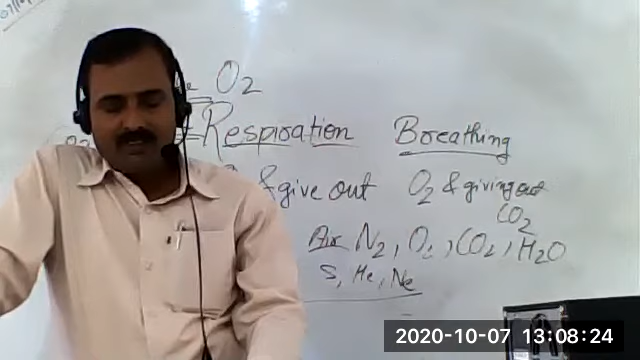 O₂
Respiration Breathing
& give out O₂ & giving out
CO₂
Air N₂, O₂, CO₂, H₂O
S, He, Ne
2020-10-07 13:08:24